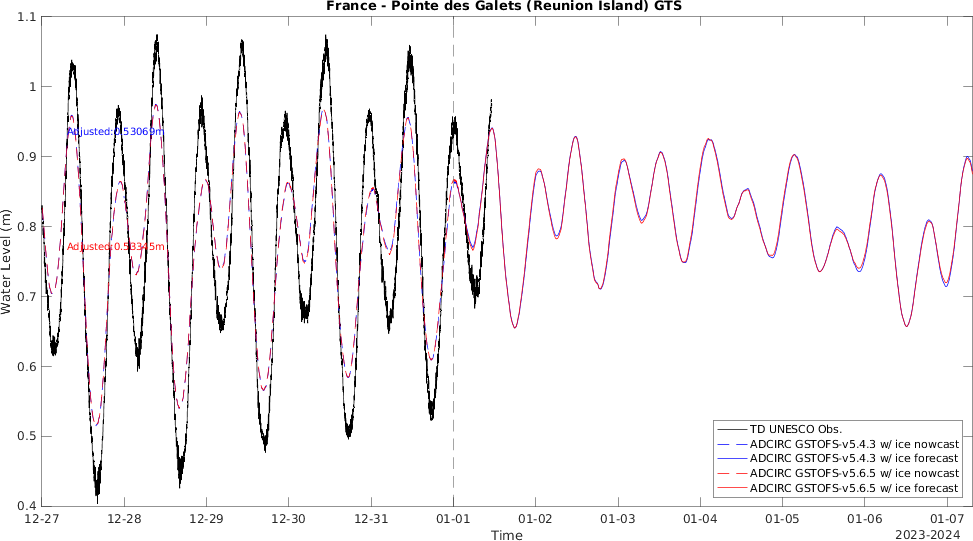 France - Pointe des Galets (Reunion Island) GTS
1.1
1
0.9
0.8
0.7
0.6
0.5
0.4
Water Level (m)
Adjusted:0.53069m
Adjusted:0.53345m
TD UNESCO Obs.
ADCIRC GSTOFS-v5.4.3 w/ ice nowcast
ADCIRC GSTOFS-v5.4.3 w/ ice forecast
ADCIRC GSTOFS-v5.6.5 w/ ice nowcast
ADCIRC GSTOFS-v5.6.5 w/ ice forecast
12-27 12-28 12-29 12-30 12-31 01-01 01-02 01-03 01-04 01-05 01-06 01-07
Time
2023-2024